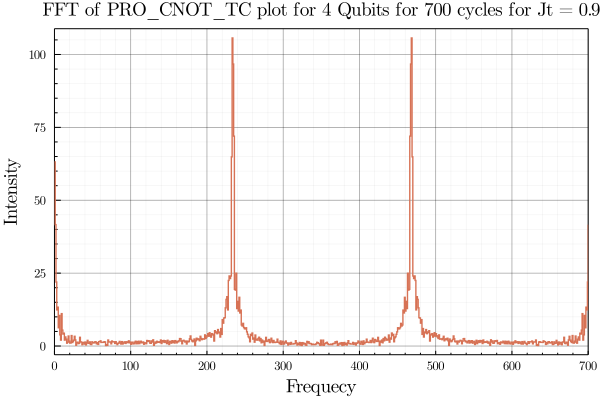 FFT of PRO_CNOT_TC plot for 4 Qubits for 700 cycles for Jt = 0.9
100
75
50
25
0
Intensity
0 100 200 300 400 500 600 700
Frequecy